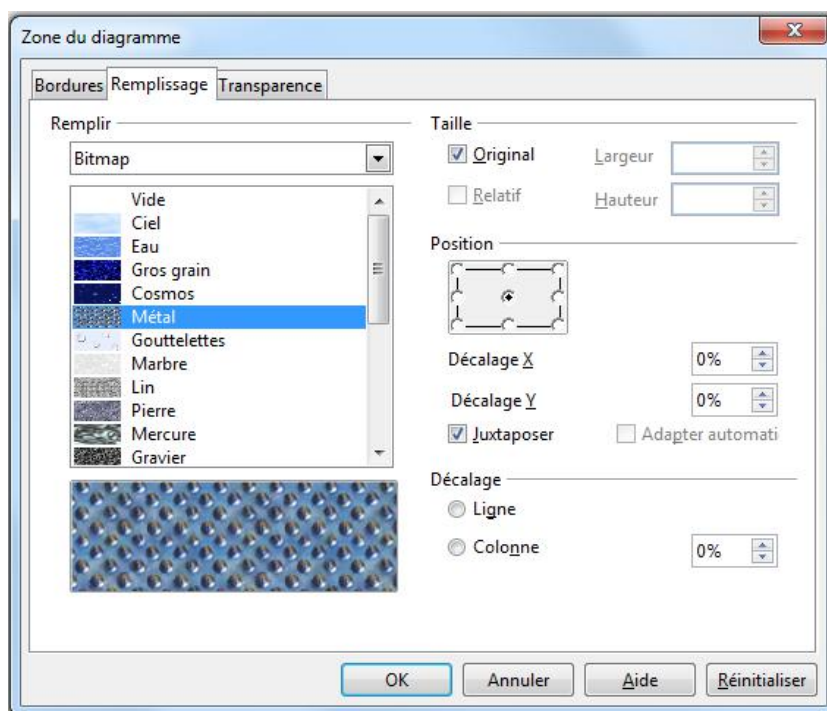 Zone du diagramme
Bordures Remplissage Transparence
Remplir
Bitmap
Vide
Ciel
Eau
Gros grain
Cosmos
Métal
Gouttelettes
Marbre
Lin
Pierre
Mercure
Gravier
Taille
Original Largeur
Relatif Hauteur
Position
Décalage X 0%
Décalage Y 0%
Juxtaposer Adapter automati
Décalage
Ligne
Colonne 0%
OK Annuler Aide Réinitialiser